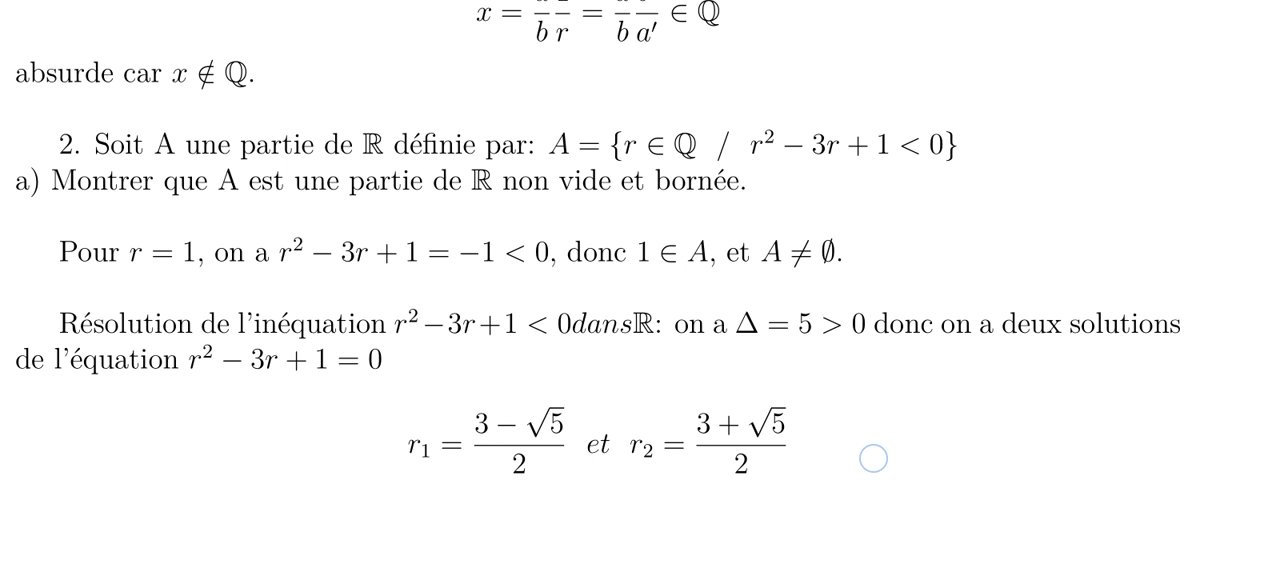 x = — — = — — ∈ ℚ
b r b a′
absurde car x ∉ ℚ.
2. Soit A une partie de ℝ définie par: A = {r ∈ ℚ / r² − 3r + 1 < 0}
a) Montrer que A est une partie de ℝ non vide et bornée.
Pour r = 1, on a r² − 3r + 1 = −1 < 0, donc 1 ∈ A, et A ≠ ∅.
Résolution de l'inéquation r² − 3r + 1 < 0dansℝ: on a Δ = 5 > 0 donc on a deux solutions
de l'équation r² − 3r + 1 = 0
r₁ = (3 − √5)/2 et r₂ = (3 + √5)/2